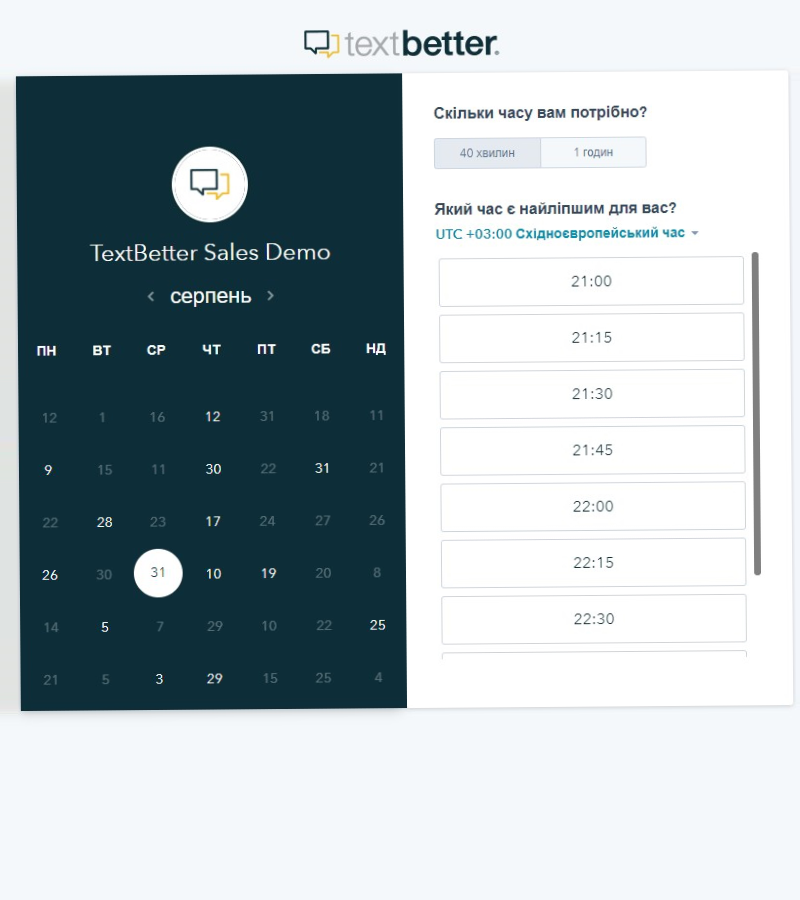 textbetter.
TextBetter Sales Demo
серпень
ПН ВТ СР ЧТ ПТ СБ НД
12 1 16 12 31 18 11
9 15 11 30 22 31 21
22 28 23 17 24 27 26
26 30 31 10 19 20 8
14 5 7 29 10 22 25
21 5 3 29 15 25 4
Скільки часу вам потрібно?
40 хвилин 1 годин
Який час є найліпшим для вас?
UTC +03:00 Східноєвропейський час
21:00
21:15
21:30
21:45
22:00
22:15
22:30